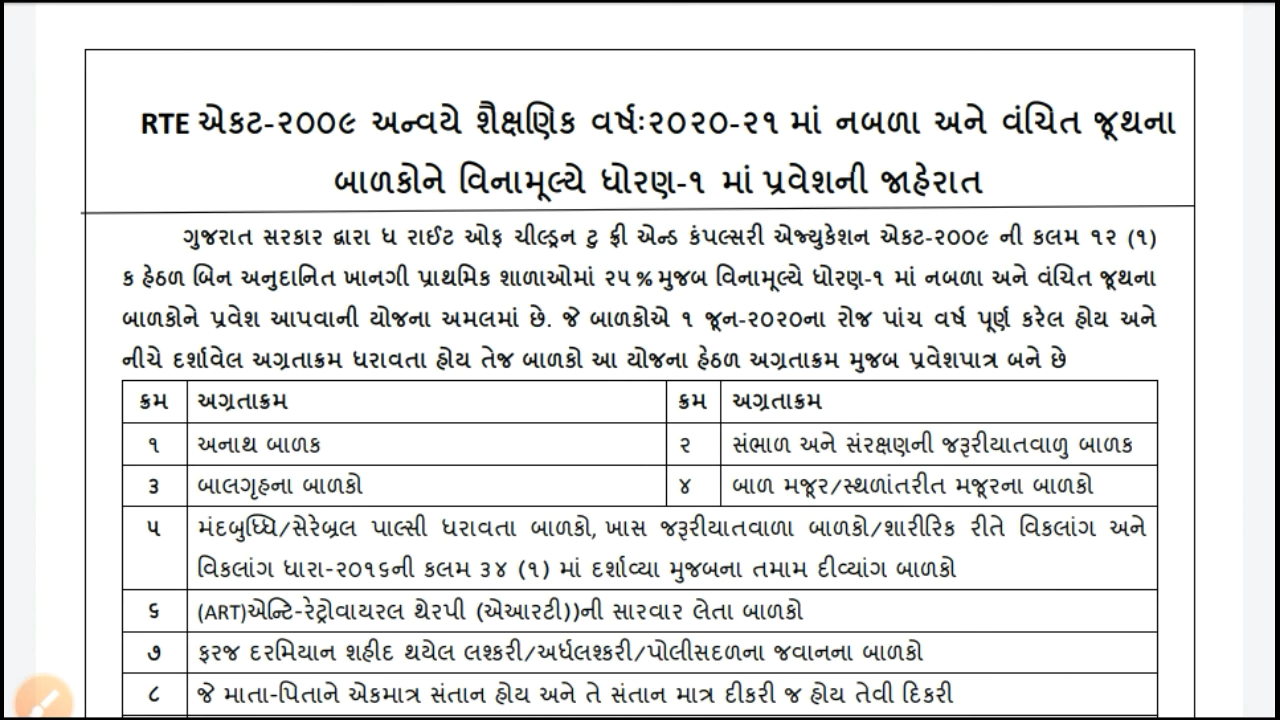 RTE એકટ-૨૦૦૯ અન્વયે શૈક્ષણિક વર્ષઃ૨૦૨૦-૨૧ માં નબળા અને વંચિત જૂથના
બાળકોને વિનામૂલ્યે ધોરણ-૧ માં પ્રવેશની જાહેરાત
ગુજરાત સરકાર દ્વારા ધ રાઈટ ઓફ ચીલ્ડ્રન ટુ ફ્રી એન્ડ કંપલ્સરી એજ્યુકેશન એકટ-૨૦૦૯ ની કલમ ૧૨ (૧)
ક હેઠળ બિન અનુદાનિત ખાનગી પ્રાથમિક શાળાઓમાં ૨૫ % મુજબ વિનામૂલ્યે ધોરણ-૧ માં નબળા અને વંચિત જૂથના
બાળકોને પ્રવેશ આપવાની યોજના અમલમાં છે. જે બાળકોએ ૧ જૂન-૨૦૨૦ના રોજ પાંચ વર્ષ પૂર્ણ કરેલ હોય અને
નીચે દર્શાવેલ અગ્રતાક્રમ ધરાવતા હોય તેજ બાળકો આ યોજના હેઠળ અગ્રતાક્રમ મુજબ પ્રવેશપાત્ર બને છે
ક્રમ અગ્રતાક્રમ ક્રમ અગ્રતાક્રમ
૧ અનાથ બાળક ૨ સંભાળ અને સંરક્ષણની જરૂરીયાતવાળુ બાળક
૩ બાલગૃહના બાળકો ૪ બાળ મજૂર/સ્થળાંતરીત મજૂરના બાળકો
૫ મંદબુધ્ધિ/સેરેબ્રલ પાલ્સી ધરાવતા બાળકો, ખાસ જરૂરીયાતવાળા બાળકો/શારીરિક રીતે વિકલાંગ અને
વિકલાંગ ધારા-૨૦૧૬ની કલમ ૩૪ (૧) માં દર્શાવ્યા મુજબના તમામ દીવ્યાંગ બાળકો
૬ (ART)એન્ટિ-રેટ્રોવાયરલ થેરપી (એઆરટી))ની સારવાર લેતા બાળકો
૭ ફરજ દરમિયાન શહીદ થયેલ લશ્કરી/અર્ધલશ્કરી/પોલીસદળના જવાનના બાળકો
૮ જે માતા-પિતાને એકમાત્ર સંતાન હોય અને તે સંતાન માત્ર દીકરી જ હોય તેવી દિકરી